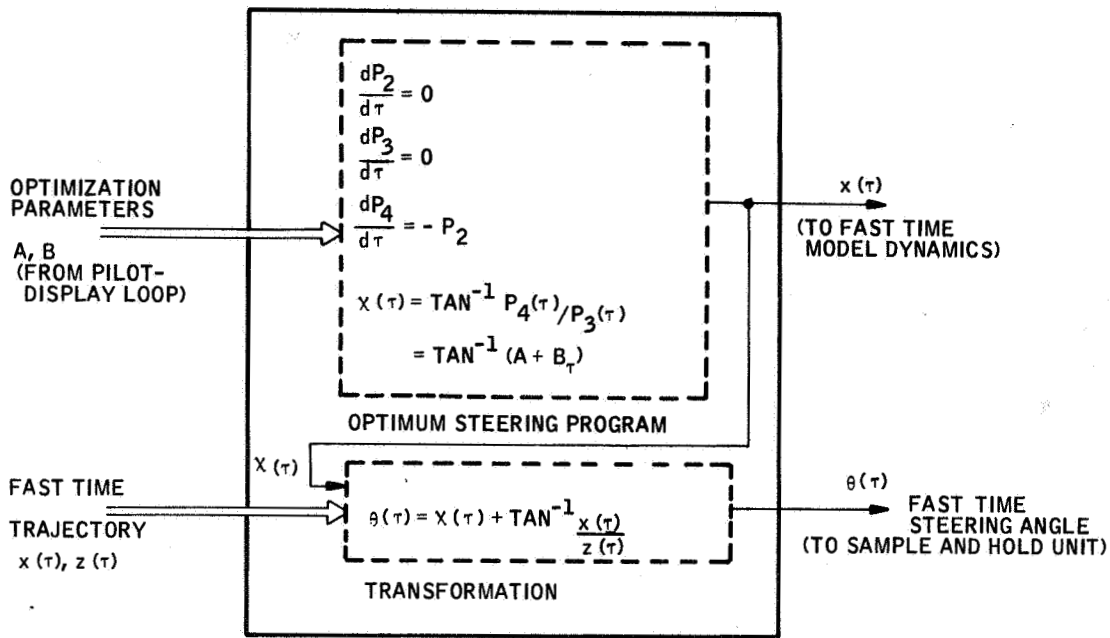 dP2
dτ = 0
dP3
dτ = 0
dP4
dτ = - P2
χ(τ) = TAN-1 P4(τ)/P3(τ)
= TAN-1 (A + Bτ)
OPTIMUM STEERING PROGRAM
OPTIMIZATION
PARAMETERS
A, B
(FROM PILOT-
DISPLAY LOOP)
x(τ)
(TO FAST TIME
MODEL DYNAMICS)
χ(τ)
FAST TIME
TRAJECTORY
x(τ), z(τ)
θ(τ) = χ(τ) + TAN-1 x(τ)
z(τ)
TRANSFORMATION
θ(τ)
FAST TIME
STEERING ANGLE
(TO SAMPLE AND HOLD UNIT)